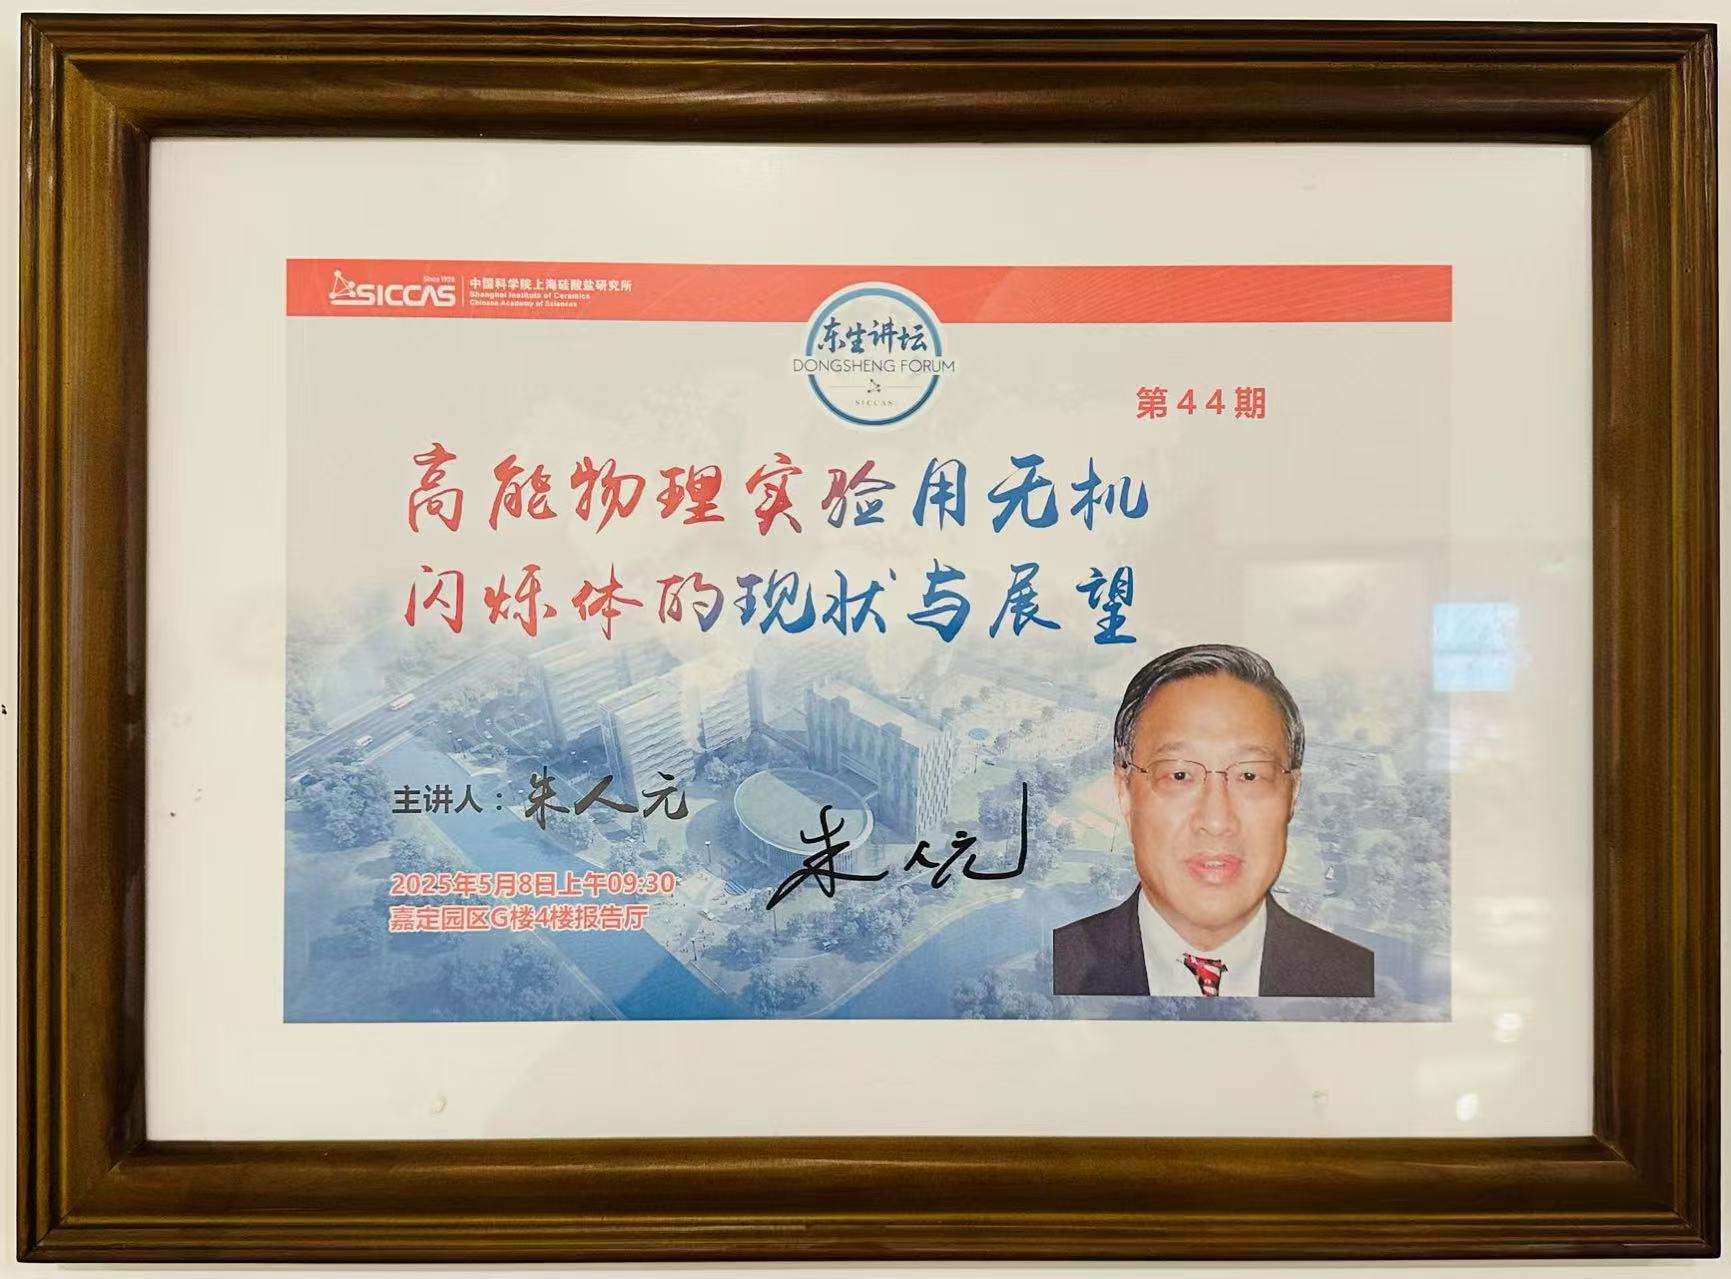 Since 1928
SICCAS
中国科学院上海硅酸盐研究所
Shanghai Institute of Ceramics
Chinese Academy of Sciences
东生讲坛
DONGSHENG FORUM
SICCAS
第44期
高能物理实验用无机
闪烁体的现状与展望
主讲人：朱人元
朱人元
2025年5月8日上午09:30
嘉定园区G楼4楼报告厅